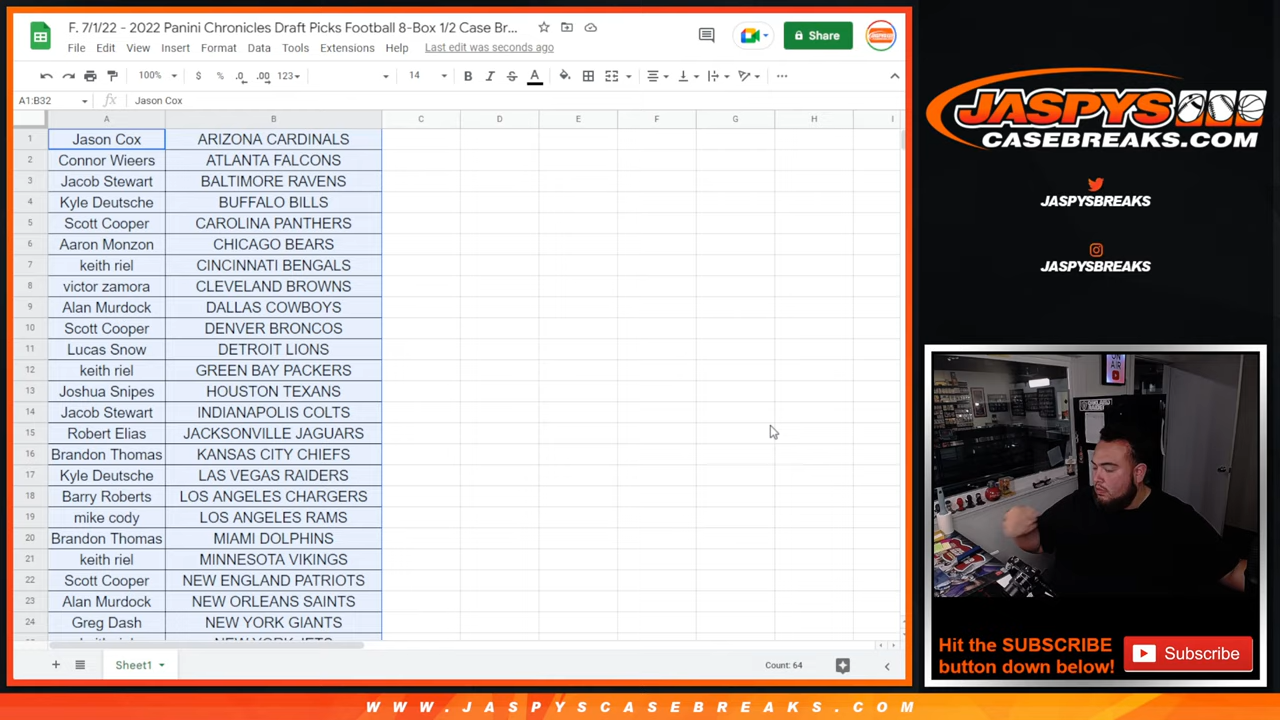 F. 7/1/22 - 2022 Panini Chronicles Draft Picks Football 8-Box 1/2 Case Br...
File Edit View Insert Format Data Tools Extensions Help Last edit was seconds ago
Share
100% $ % .0 .00 123 14 B I S A
A1:B32 fx Jason Cox
A B C D E F G H I
1 Jason Cox ARIZONA CARDINALS
2 Connor Wieers ATLANTA FALCONS
3 Jacob Stewart BALTIMORE RAVENS
4 Kyle Deutsche BUFFALO BILLS
5 Scott Cooper CAROLINA PANTHERS
6 Aaron Monzon CHICAGO BEARS
7 keith riel CINCINNATI BENGALS
8 victor zamora CLEVELAND BROWNS
9 Alan Murdock DALLAS COWBOYS
10 Scott Cooper DENVER BRONCOS
11 Lucas Snow DETROIT LIONS
12 keith riel GREEN BAY PACKERS
13 Joshua Snipes HOUSTON TEXANS
14 Jacob Stewart INDIANAPOLIS COLTS
15 Robert Elias JACKSONVILLE JAGUARS
16 Brandon Thomas KANSAS CITY CHIEFS
17 Kyle Deutsche LAS VEGAS RAIDERS
18 Barry Roberts LOS ANGELES CHARGERS
19 mike cody LOS ANGELES RAMS
20 Brandon Thomas MIAMI DOLPHINS
21 keith riel MINNESOTA VIKINGS
22 Scott Cooper NEW ENGLAND PATRIOTS
23 Alan Murdock NEW ORLEANS SAINTS
24 Greg Dash NEW YORK GIANTS
NEW YORK JETS
Sheet1
Count: 64
JASPYS
CASEBREAKS.COM
JASPYSBREAKS
JASPYSBREAKS
ON AIR
Hit the SUBSCRIBE
button down below!
Subscribe
WWW.JASPYSCASEBREAKS.COM